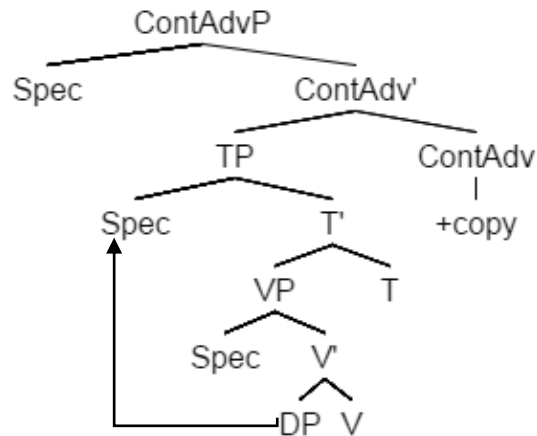 ContAdvP
Spec ContAdv'
TP ContAdv
Spec T' +copy
VP T
Spec V'
DP V